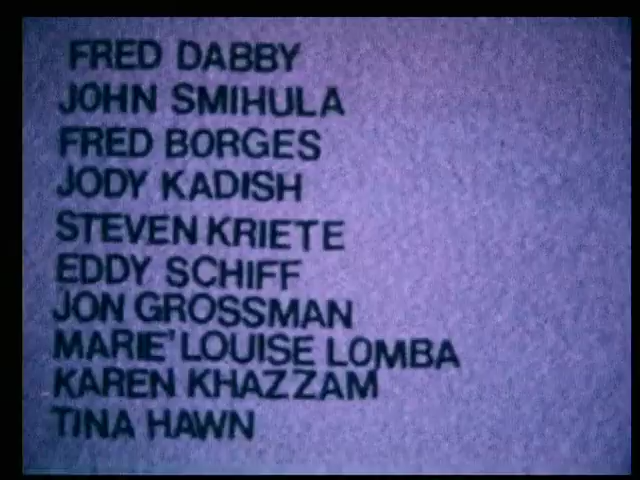 FRED DABBY
JOHN SMIHULA
FRED BORGES
JODY KADISH
STEVEN KRIETE
EDDY SCHIFF
JON GROSSMAN
MARIE'LOUISE LOMBA
KAREN KHAZZAM
TINA HAWN